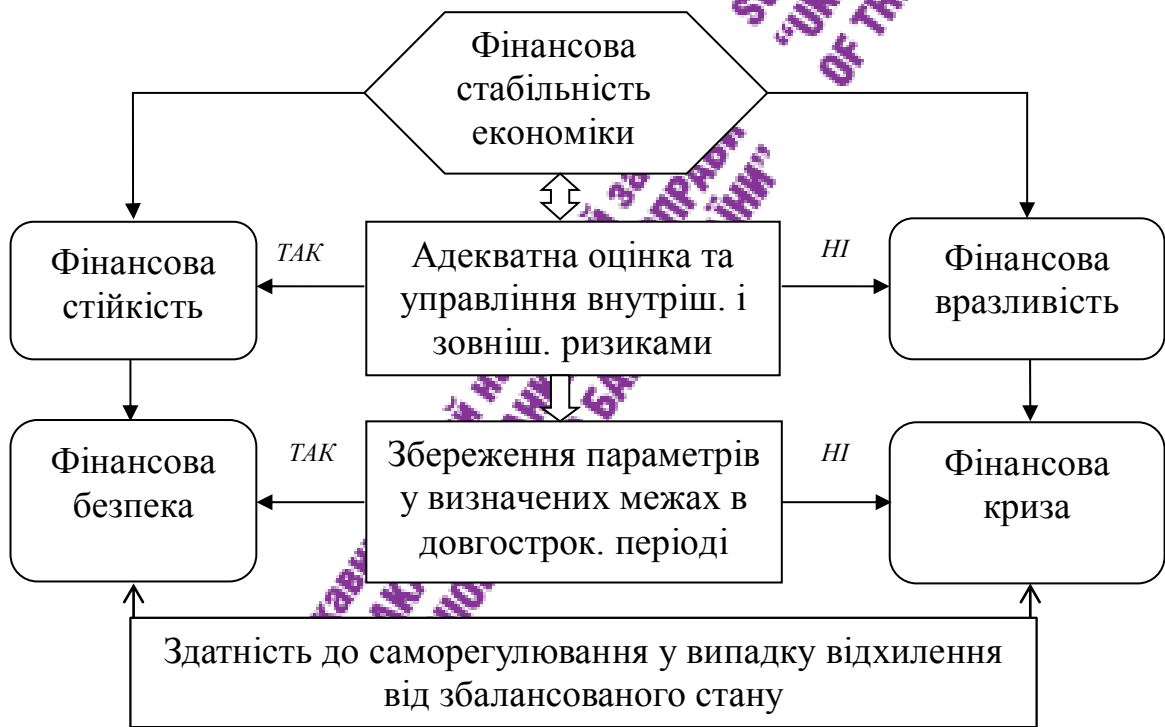 Фінансова
стабільність
економіки
Фінансова
стійкість
ТАК
Адекватна оцінка та
управління внутріш. і
зовніш. ризиками
НІ
Фінансова
вразливість
Фінансова
безпека
ТАК
Збереження параметрів
у визначених межах в
довгострок. періоді
НІ
Фінансова
криза
Здатність до саморегулювання у випадку відхилення
від збалансованого стану
OF